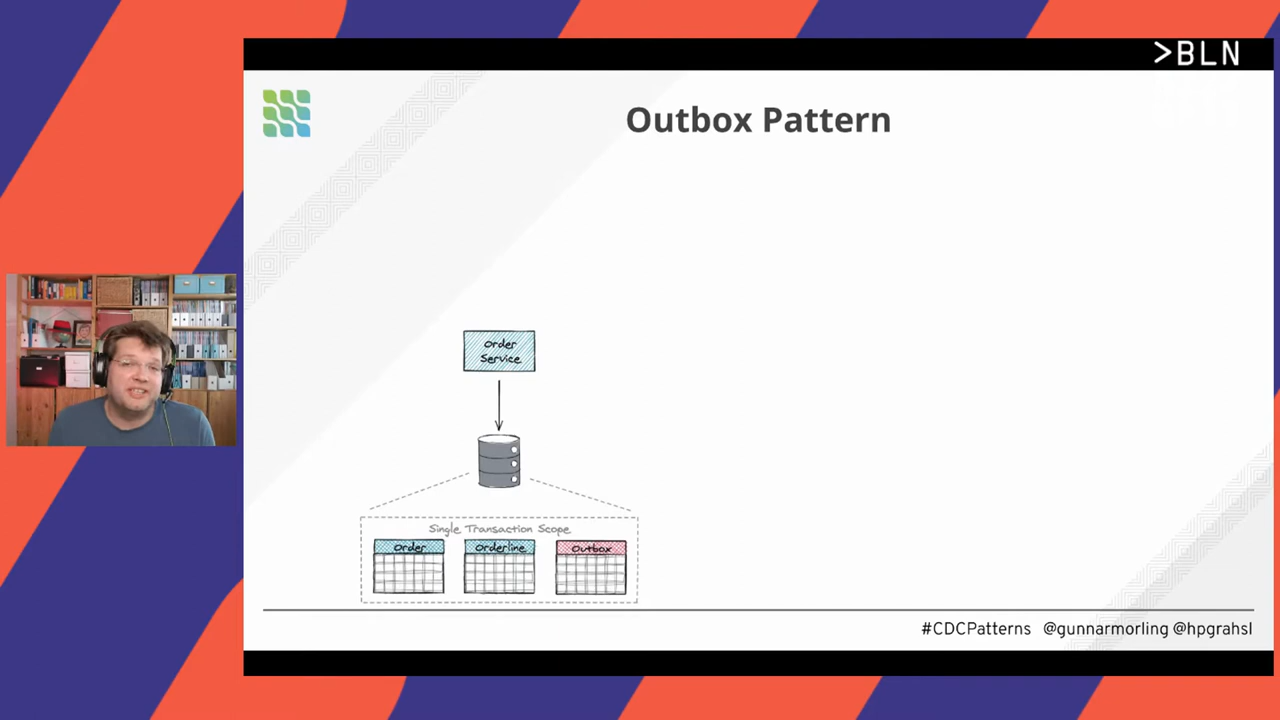 >BLN
Outbox Pattern
Order
Service
Single Transaction Scope
Order
Orderline
Outbox
#CDCPatterns @gunnarmorling @hpgrahsl